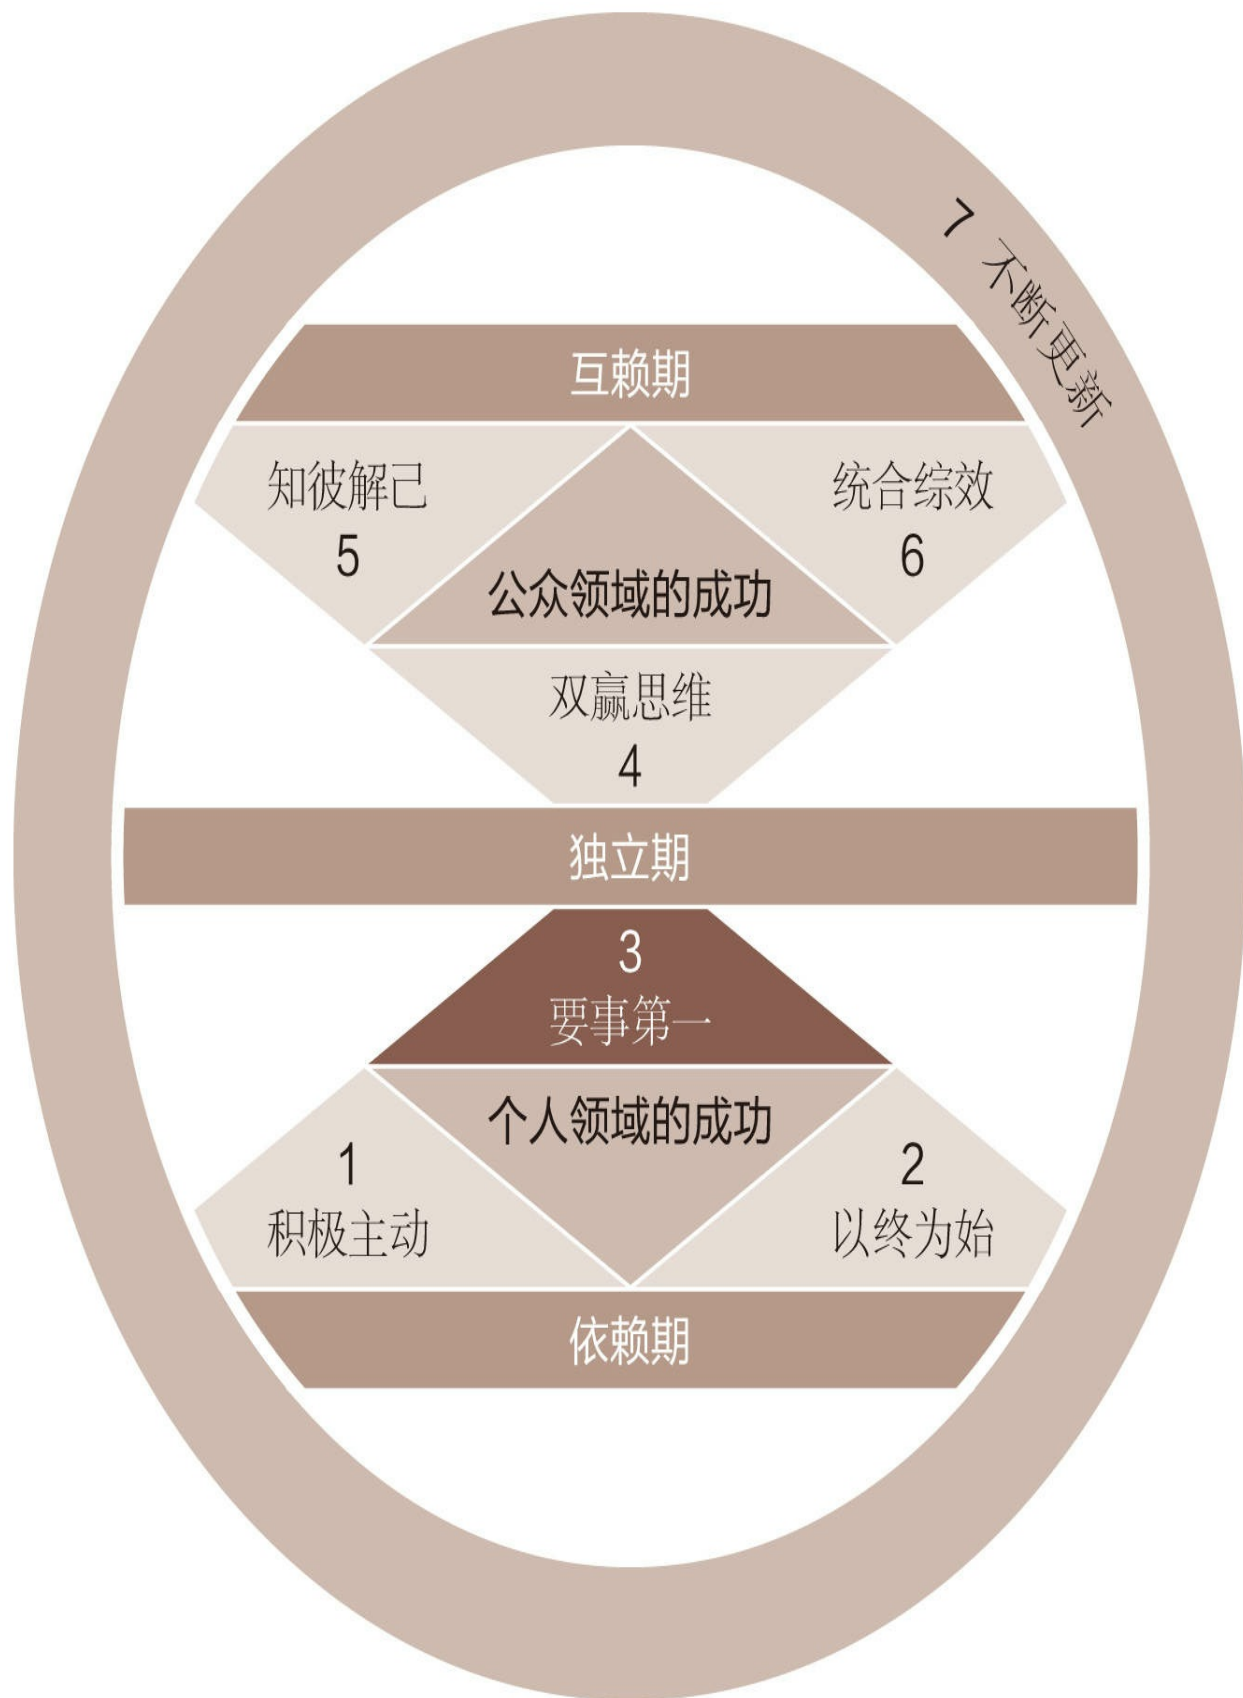 7 不断更新
互赖期
知彼解己
5
统合综效
6
公众领域的成功
双赢思维
4
独立期
3
要事第一
个人领域的成功
1
积极主动
2
以终为始
依赖期